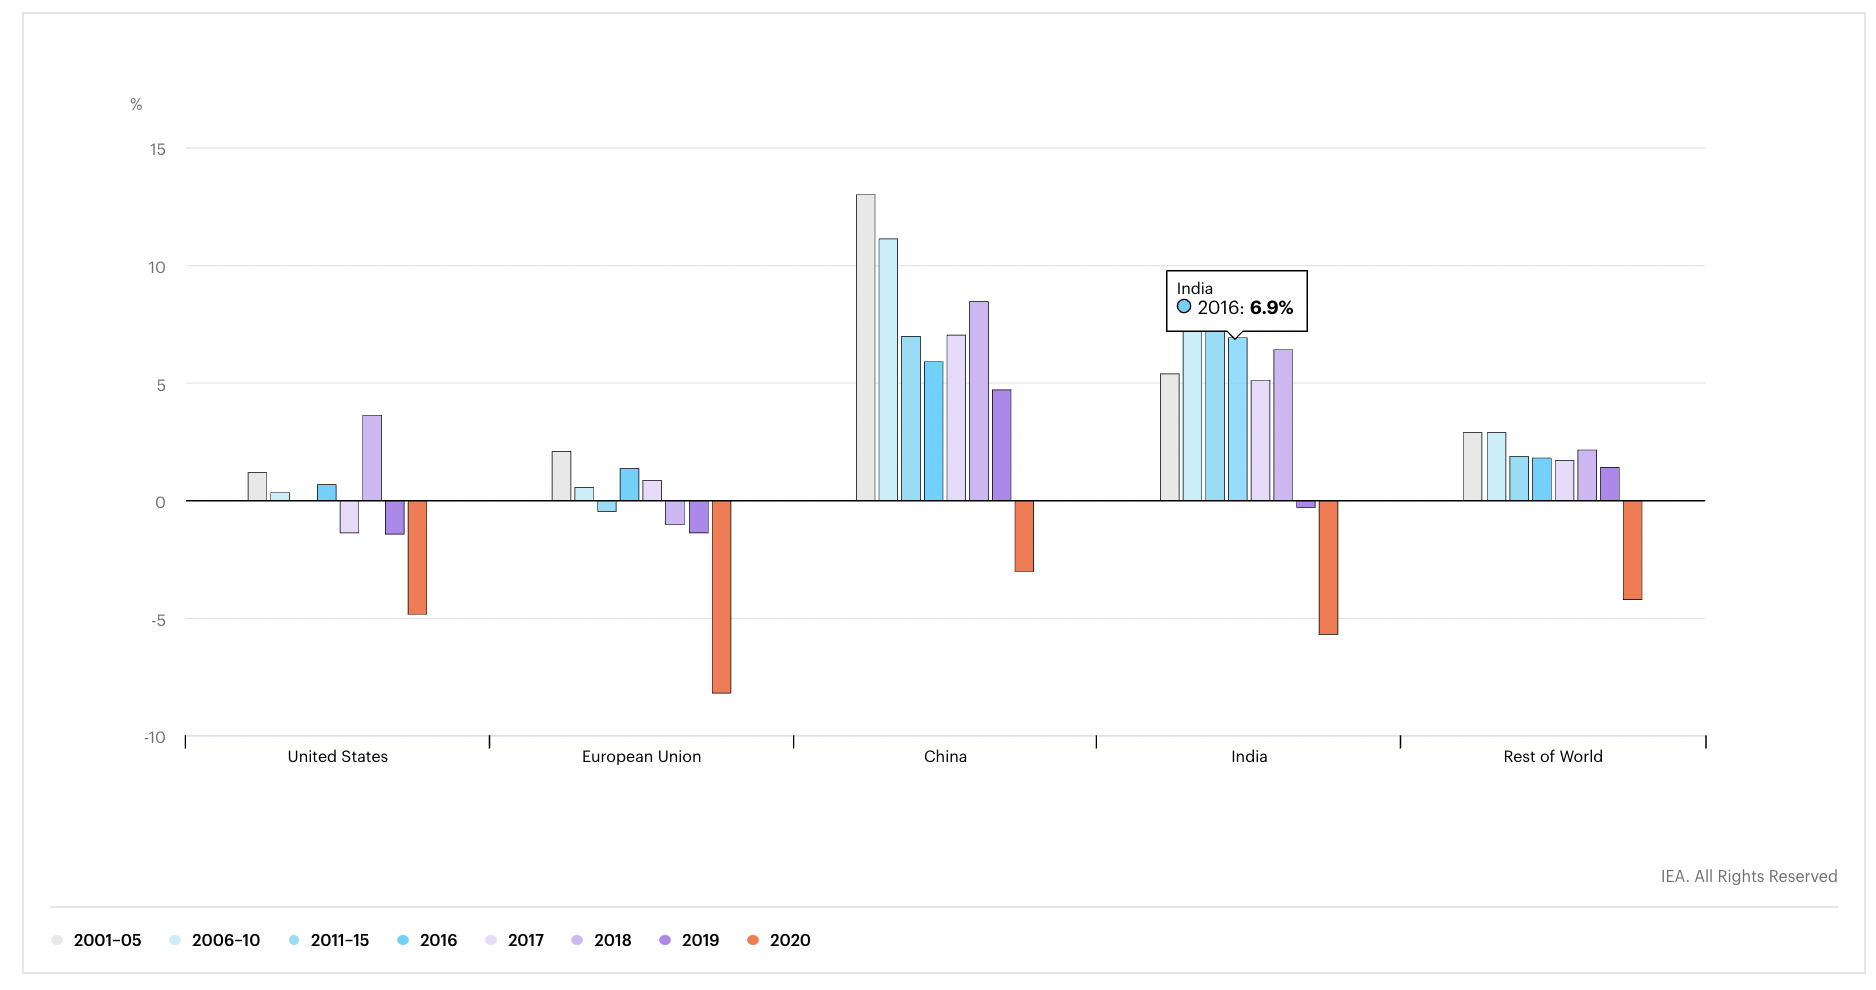 %
15
10
5
0
-5
-10
India
2016: 6.9%
United States
European Union
China
India
Rest of World
IEA. All Rights Reserved
2001–05 2006–10 2011–15 2016 2017 2018 2019 2020